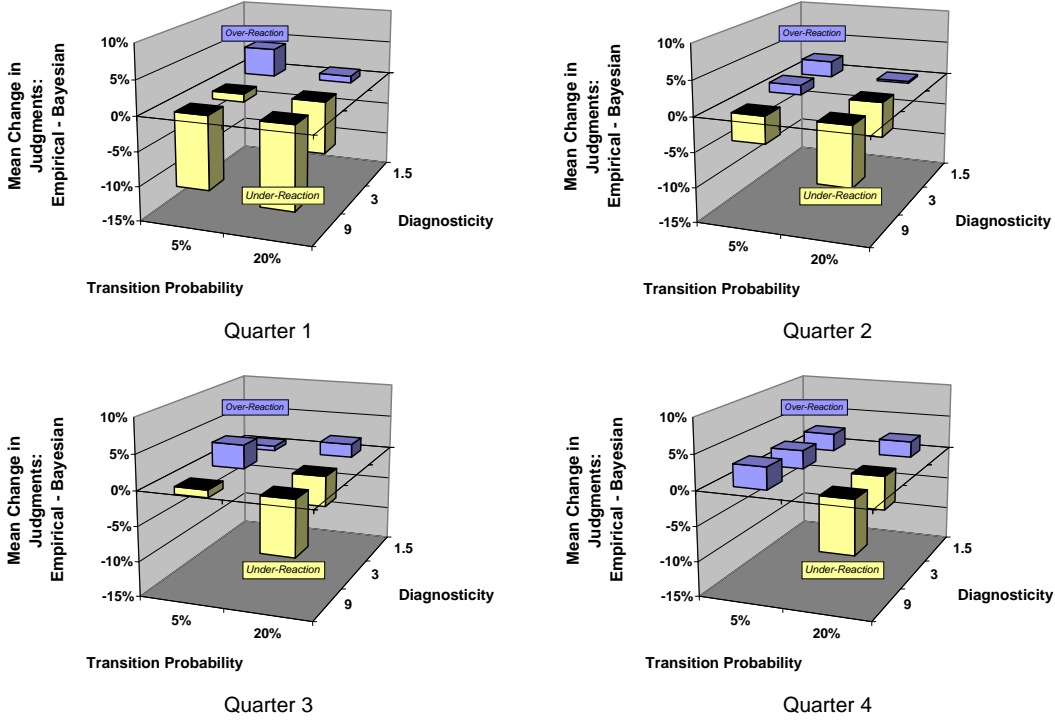 Mean Change in
Judgments:
Empirical - Bayesian
10%
5%
0%
-5%
-10%
-15%
Over-Reaction
Under-Reaction
5%
20%
9
3
1.5
Diagnosticity
Transition Probability
Quarter 1
Mean Change in
Judgments:
Empirical - Bayesian
10%
5%
0%
-5%
-10%
-15%
Over-Reaction
Under-Reaction
5%
20%
9
3
1.5
Diagnosticity
Transition Probability
Quarter 2
Mean Change in
Judgments:
Empirical - Bayesian
10%
5%
0%
-5%
-10%
-15%
Over-Reaction
Under-Reaction
5%
20%
9
3
1.5
Diagnosticity
Transition Probability
Quarter 3
Mean Change in
Judgments:
Empirical - Bayesian
10%
5%
0%
-5%
-10%
-15%
Over-Reaction
Under-Reaction
5%
20%
9
3
1.5
Diagnosticity
Transition Probability
Quarter 4